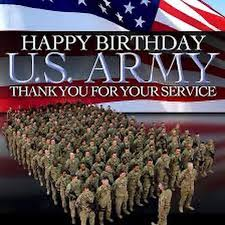 HAPPY BIRTHDAY
U.S. ARMY
THANK YOU FOR YOUR SERVICE